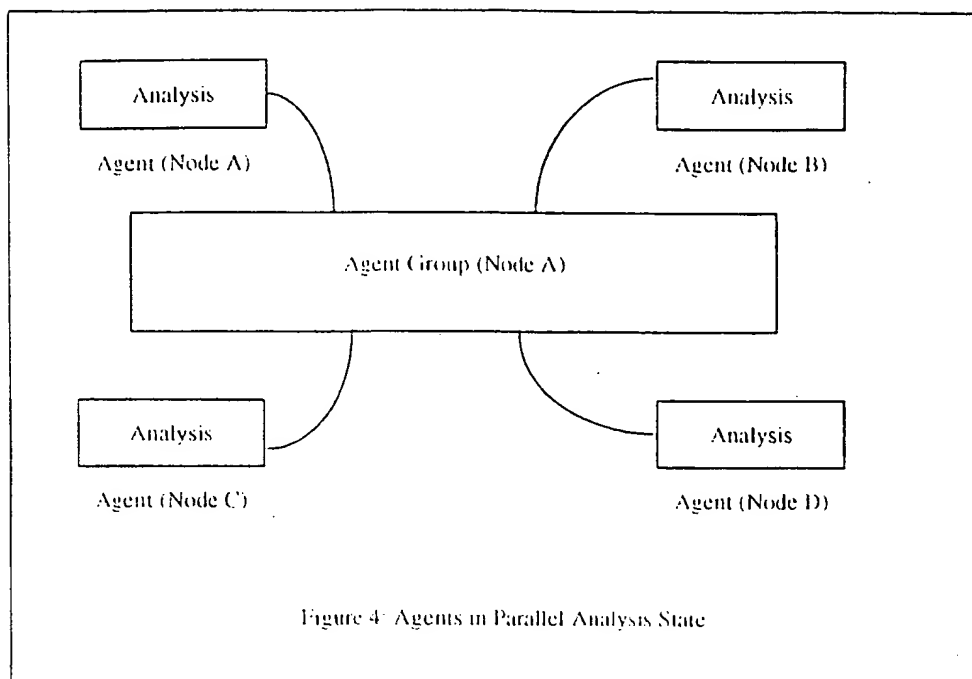 Analysis
Analysis
Agent (Node A)
Agent (Node B)
Agent Group (Node A)
Analysis
Analysis
Agent (Node C)
Agent (Node D)
Figure 4: Agents in Parallel Analysis State